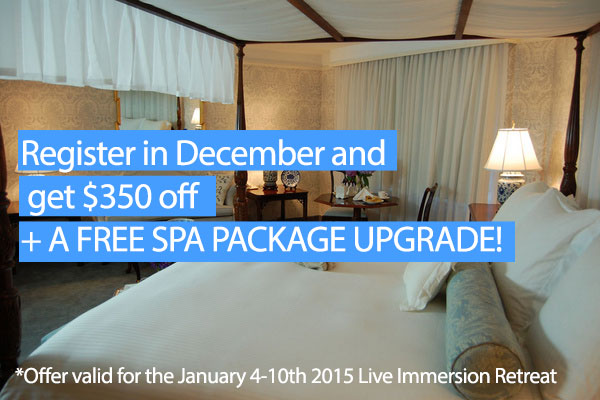 Register in December and
get $350 off
+ A FREE SPA PACKAGE UPGRADE!
*Offer valid for the January 4-10th 2015 Live Immersion Retreat